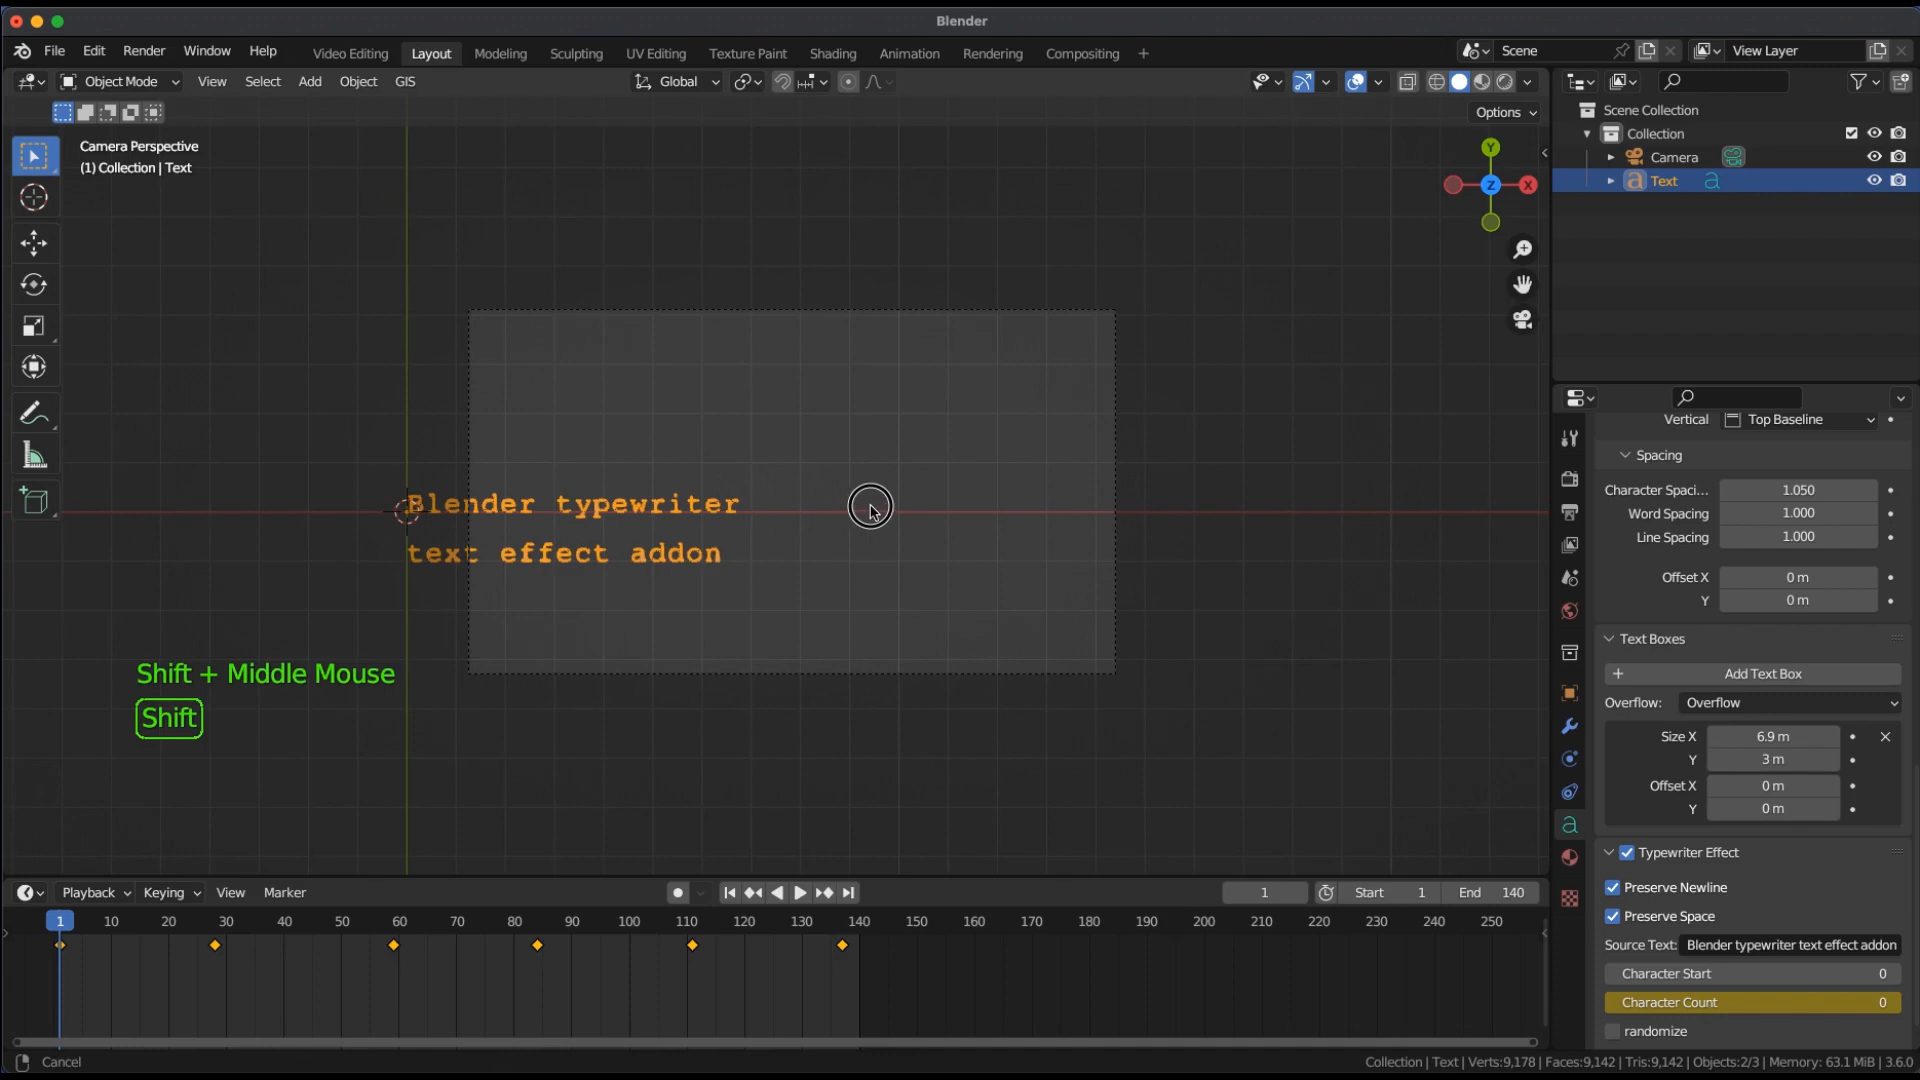 Blender
File Edit Render Window Help Video Editing Layout Modeling Sculpting UV Editing Texture Paint Shading Animation Rendering Compositing + Scene View Layer
Object Mode View Select Add Object GIS Global
Options
Camera Perspective
(1) Collection | Text
Y
X
Z
Scene Collection
Collection
Camera
Text
Blender typewriter
text effect addon
Shift + Middle Mouse
Shift
Vertical Top Baseline
Spacing
Character Spaci... 1.050
Word Spacing 1.000
Line Spacing 1.000
Offset X 0 m
Y 0 m
Text Boxes
+ Add Text Box
Overflow: Overflow
Size X 6.9 m
Y 3 m
Offset X 0 m
Y 0 m
Typewriter Effect
Preserve Newline
Preserve Space
Source Text: Blender typewriter text effect addon
Character Start 0
Character Count 0
randomize
Playback Keying View Marker 1 Start 1 End 140
1 10 20 30 40 50 60 70 80 90 100 110 120 130 140 150 160 170 180 190 200 210 220 230 240 250
Cancel
Collection | Text | Verts:9,178 | Faces:9,142 | Tris:9,142 | Objects:2/3 | Memory: 63.1 MiB | 3.6.0